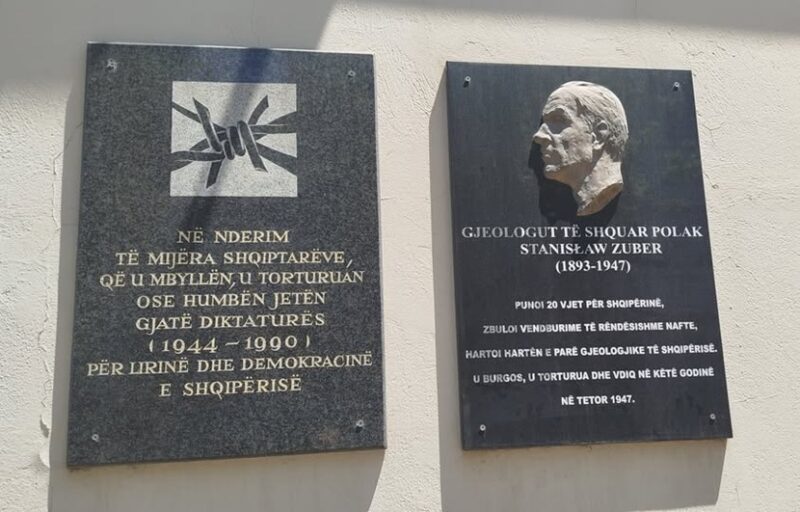 NË NDERIM
TË MIJËRA SHQIPTARËVE,
QË U MBYLLËN, U TORTURUAN
OSE HUMBËN JETËN
GJATË DIKTATURËS
(1944-1990)
PËR LIRINË DHE DEMOKRACINË
E SHQIPËRISË
GJEOLOGUT TË SHQUAR POLAK
STANISŁAW ZUBER
(1893-1947)
PUNOI 20 VJET PËR SHQIPËRINË,
ZBULOI VENDBURIME TË RËNDËSISHME NAFTE,
HARTOI HARTËN E PARË GJEOLOGJIKE TË SHQIPËRISË.
U BURGOS, U TORTURUA DHE VDIQ NË KËTË GODINË
NË TETOR 1947.